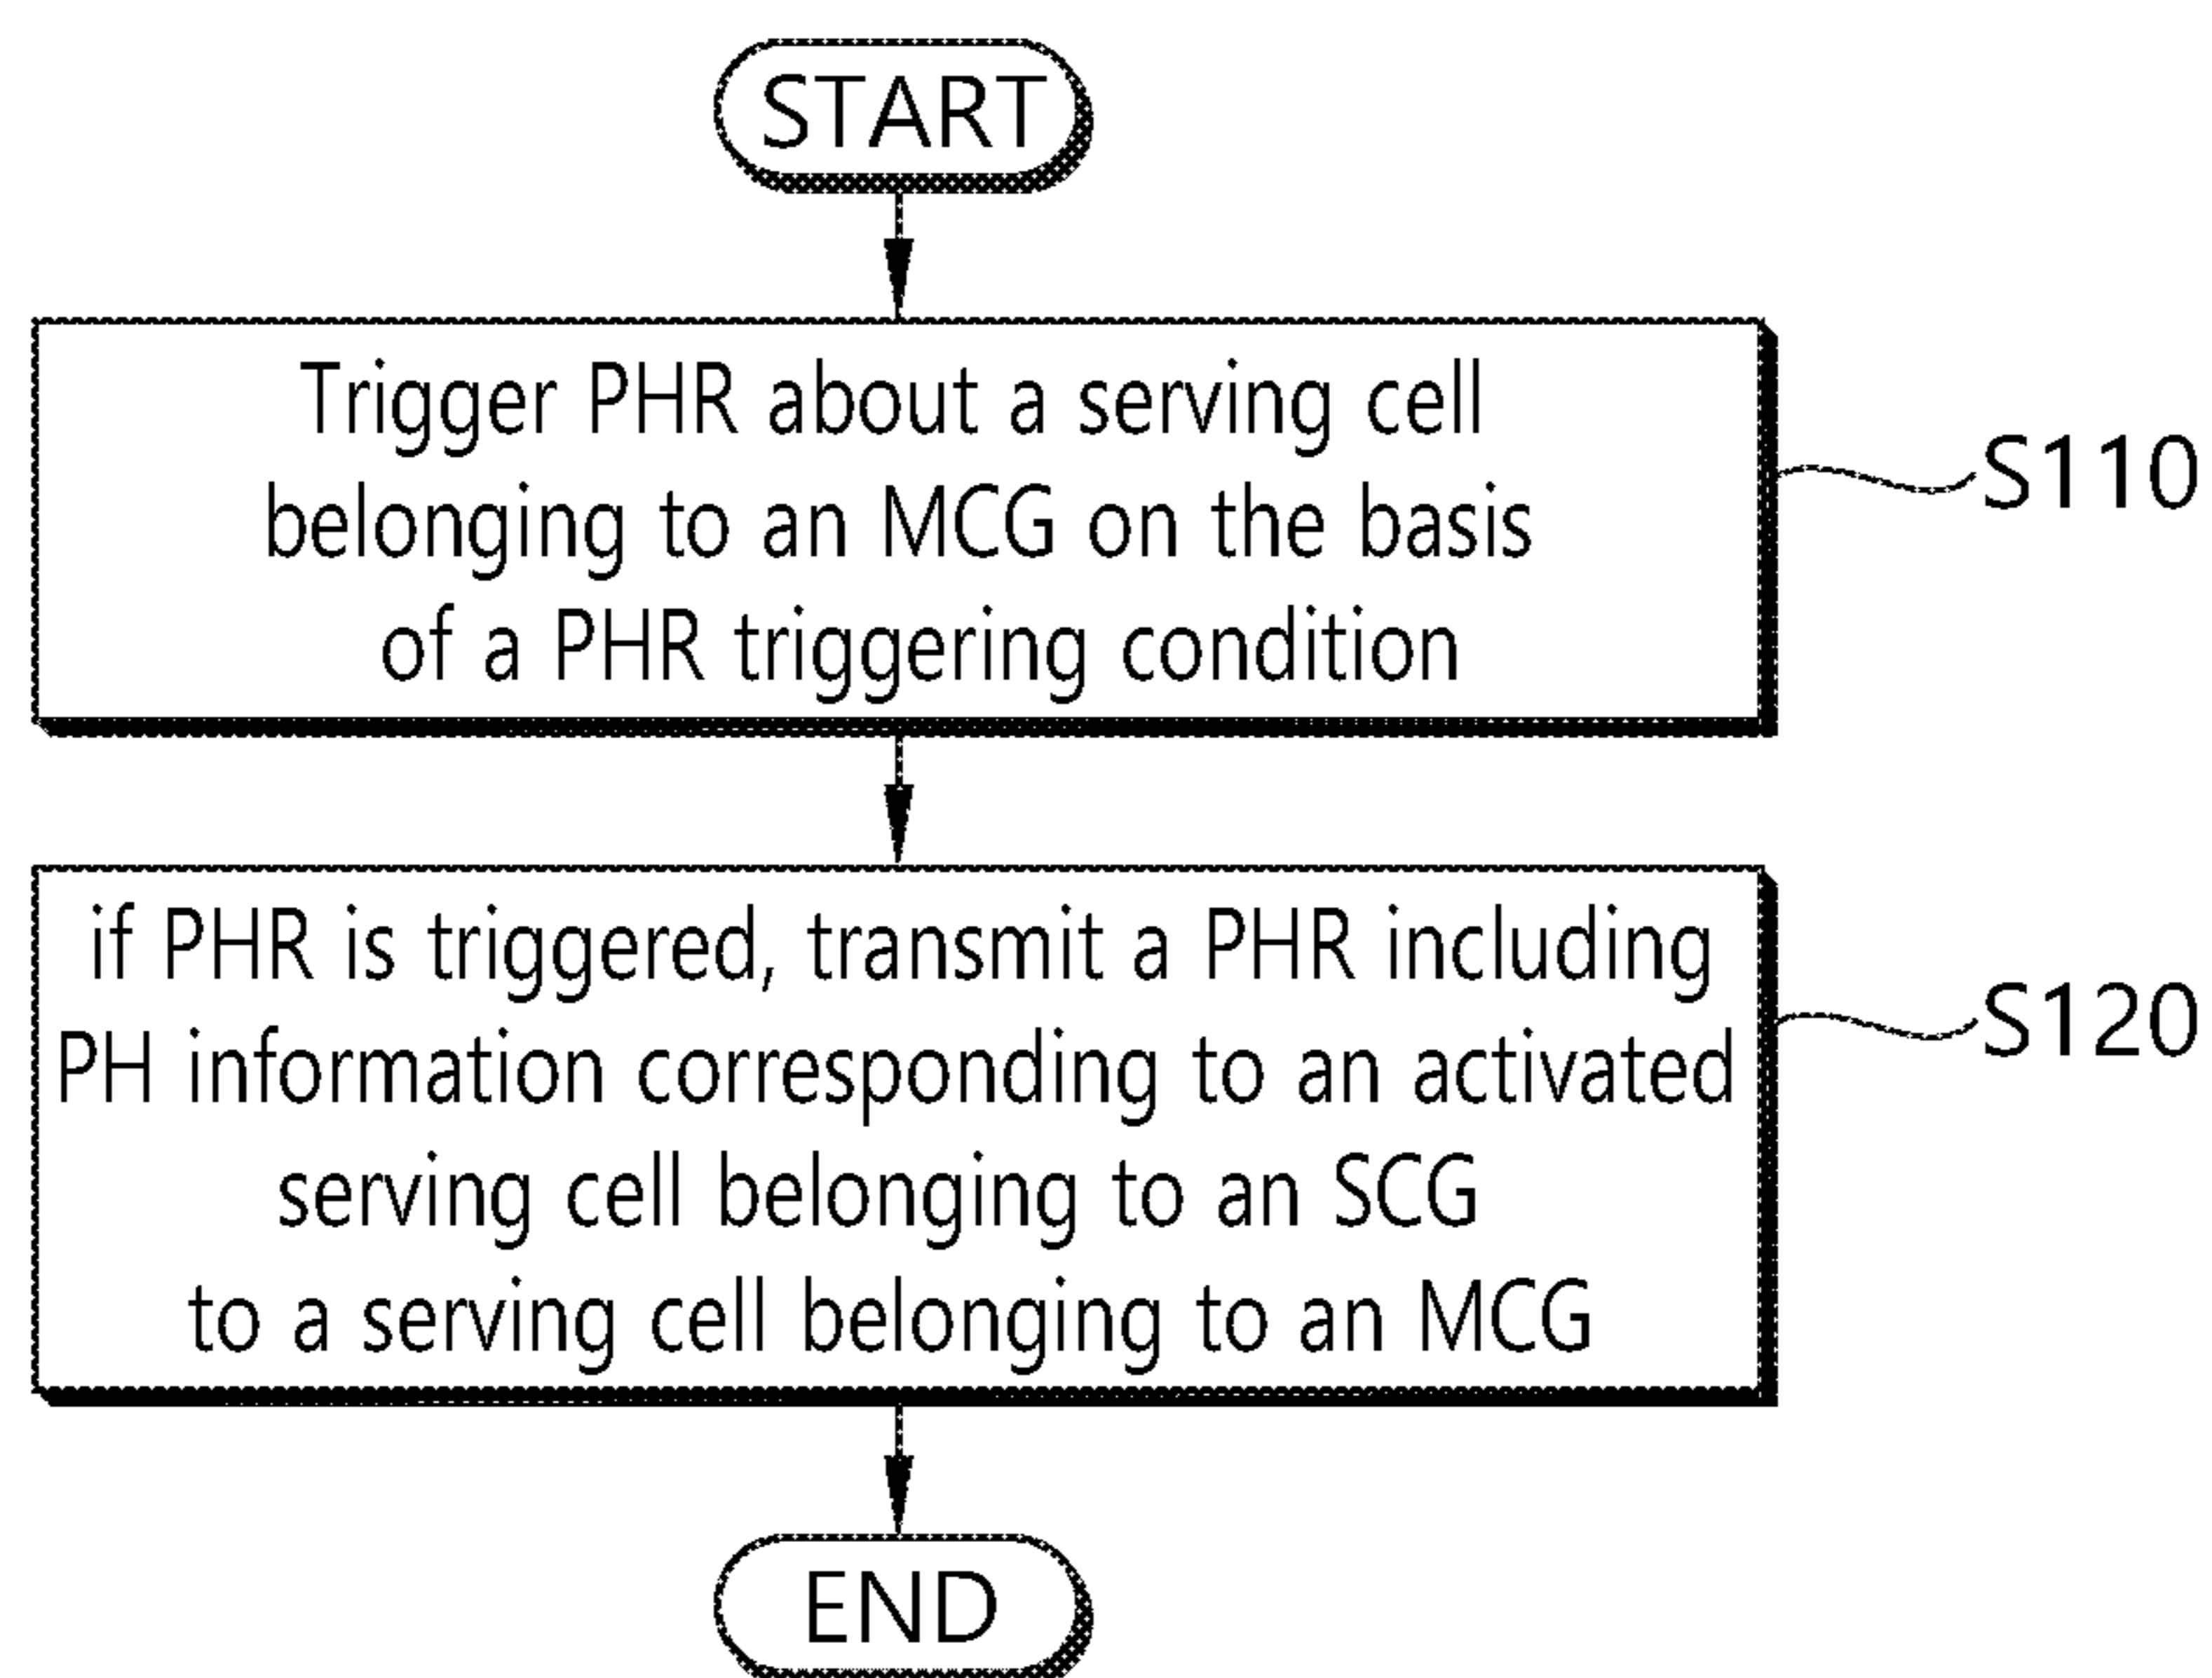 START
Trigger PHR about a serving cell
belonging to an MCG on the basis
of a PHR triggering condition
S110
if PHR is triggered, transmit a PHR including
PH information corresponding to an activated
serving cell belonging to an SCG
to a serving cell belonging to an MCG
S120
END